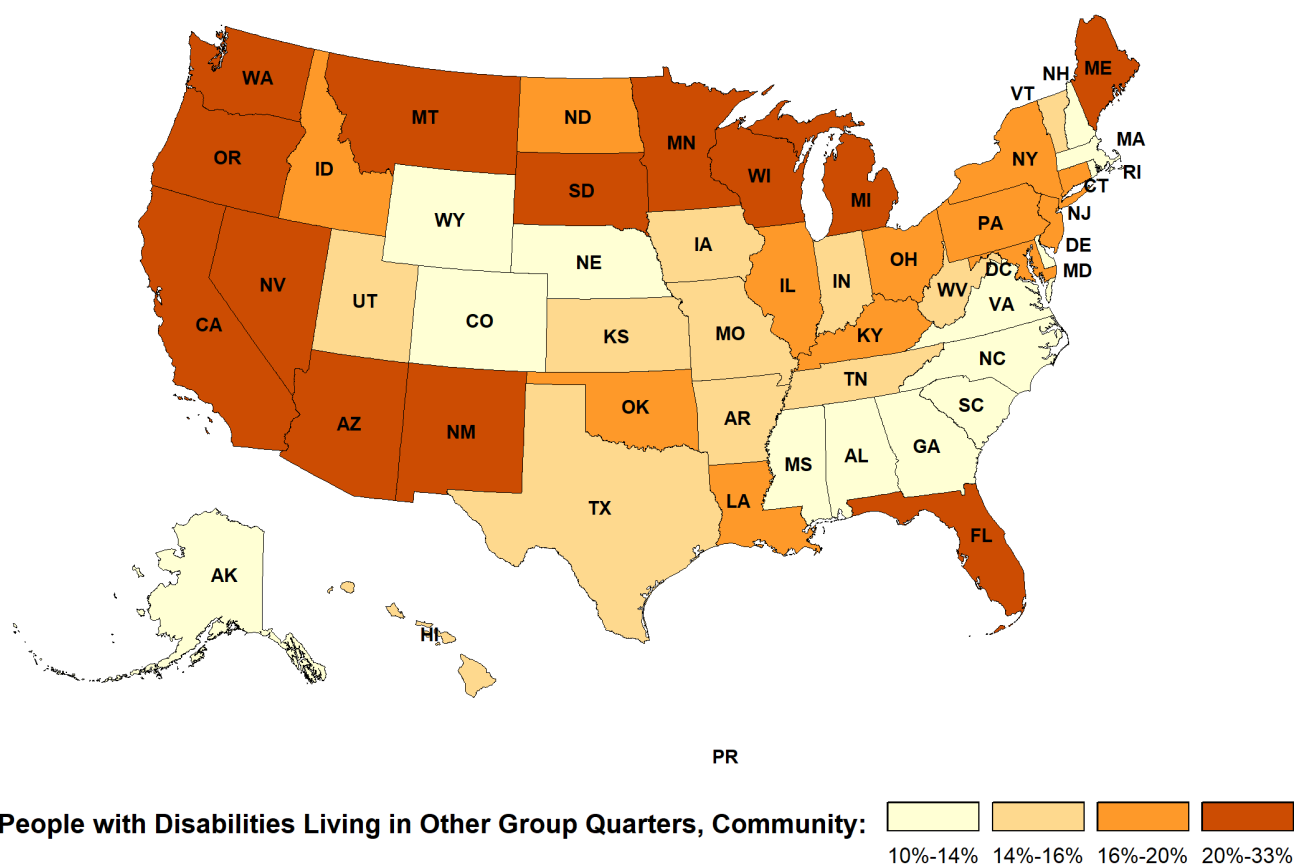 NH
ME
WA
VT
MT
ND
MA
MN
OR
NY
ID
RI
WI
SD
CT
MI
NJ
WY
PA
IA
DE
NE
OH
DC
MD
NV
IL
IN
WV
UT
VA
CO
CA
MO
KS
KY
NC
TN
SC
OK
AR
AZ
NM
GA
AL
MS
LA
TX
FL
AK
HI
PR
People with Disabilities Living in Other Group Quarters, Community:
10%-14% 14%-16% 16%-20% 20%-33%